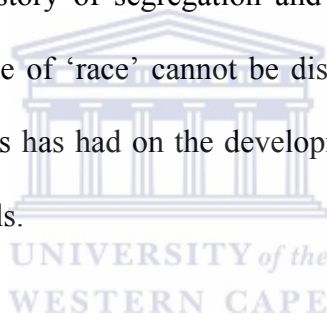 story of segregation and
e of ‘race’ cannot be dis
s has had on the develop
ls.
UNIVERSITY of the
WESTERN CAPE